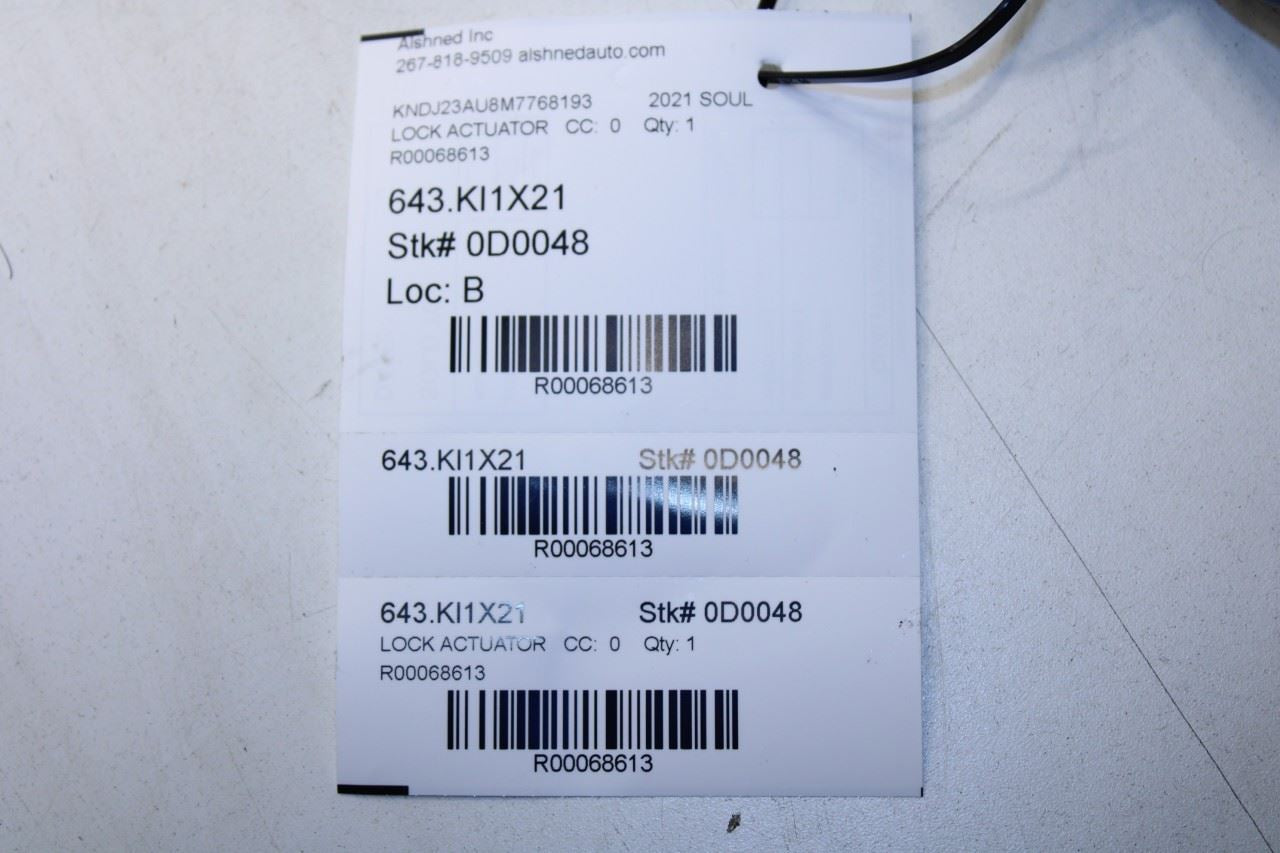 Alshned Inc
267-818-9509 alshnedauto.com
KNDJ23AU8M7768193 2021 SOUL
LOCK ACTUATOR CC: 0 Qty: 1
R00068613
643.KI1X21
Stk# 0D0048
Loc: B
R00068613
643.KI1X21 Stk# 0D0048
R00068613
643.KI1X21 Stk# 0D0048
LOCK ACTUATOR CC: 0 Qty: 1
R00068613
R00068613